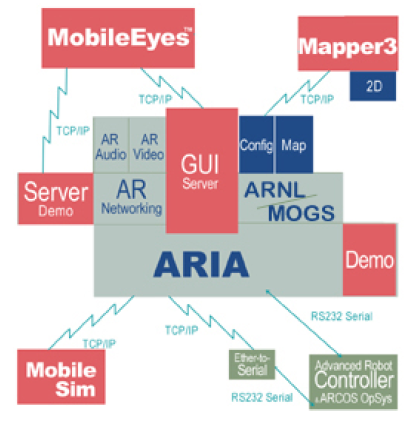 MobileEyes™
Mapper3
2D
TCP/IP
TCP/IP
TCP/IP
AR
Audio
AR
Video
GUI
Server
Config
Map
Server
Demo
AR
Networking
ARNL
MOGS
ARIA
Demo
RS232 Serial
TCP/IP
TCP/IP
Mobile
Sim
Ether-to-
Serial
RS232 Serial
Advanced Robot
Controller
&ARCOS OpSys